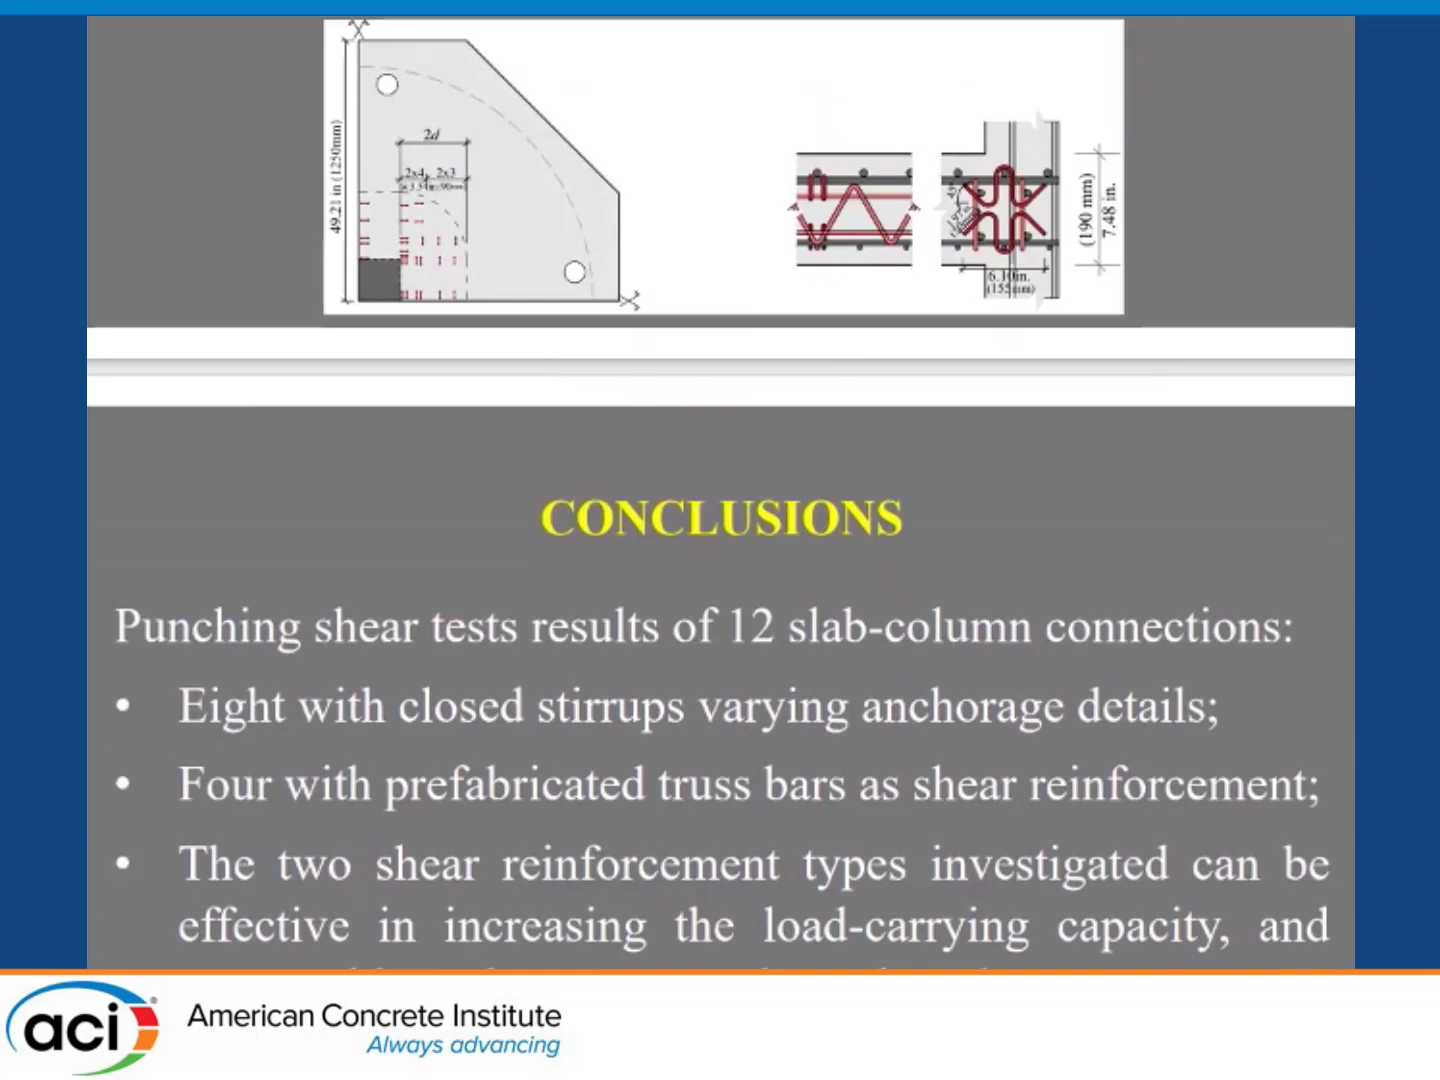 49.21 in (1250mm)
2d
2x4 2x3
6.10in.
(155mm)
(190 mm)
7.48 in.
CONCLUSIONS
Punching shear tests results of 12 slab-column connections:
• Eight with closed stirrups varying anchorage details;
• Four with prefabricated truss bars as shear reinforcement;
• The two shear reinforcement types investigated can be
effective in increasing the load-carrying capacity, and
aci®
American Concrete Institute
Always advancing